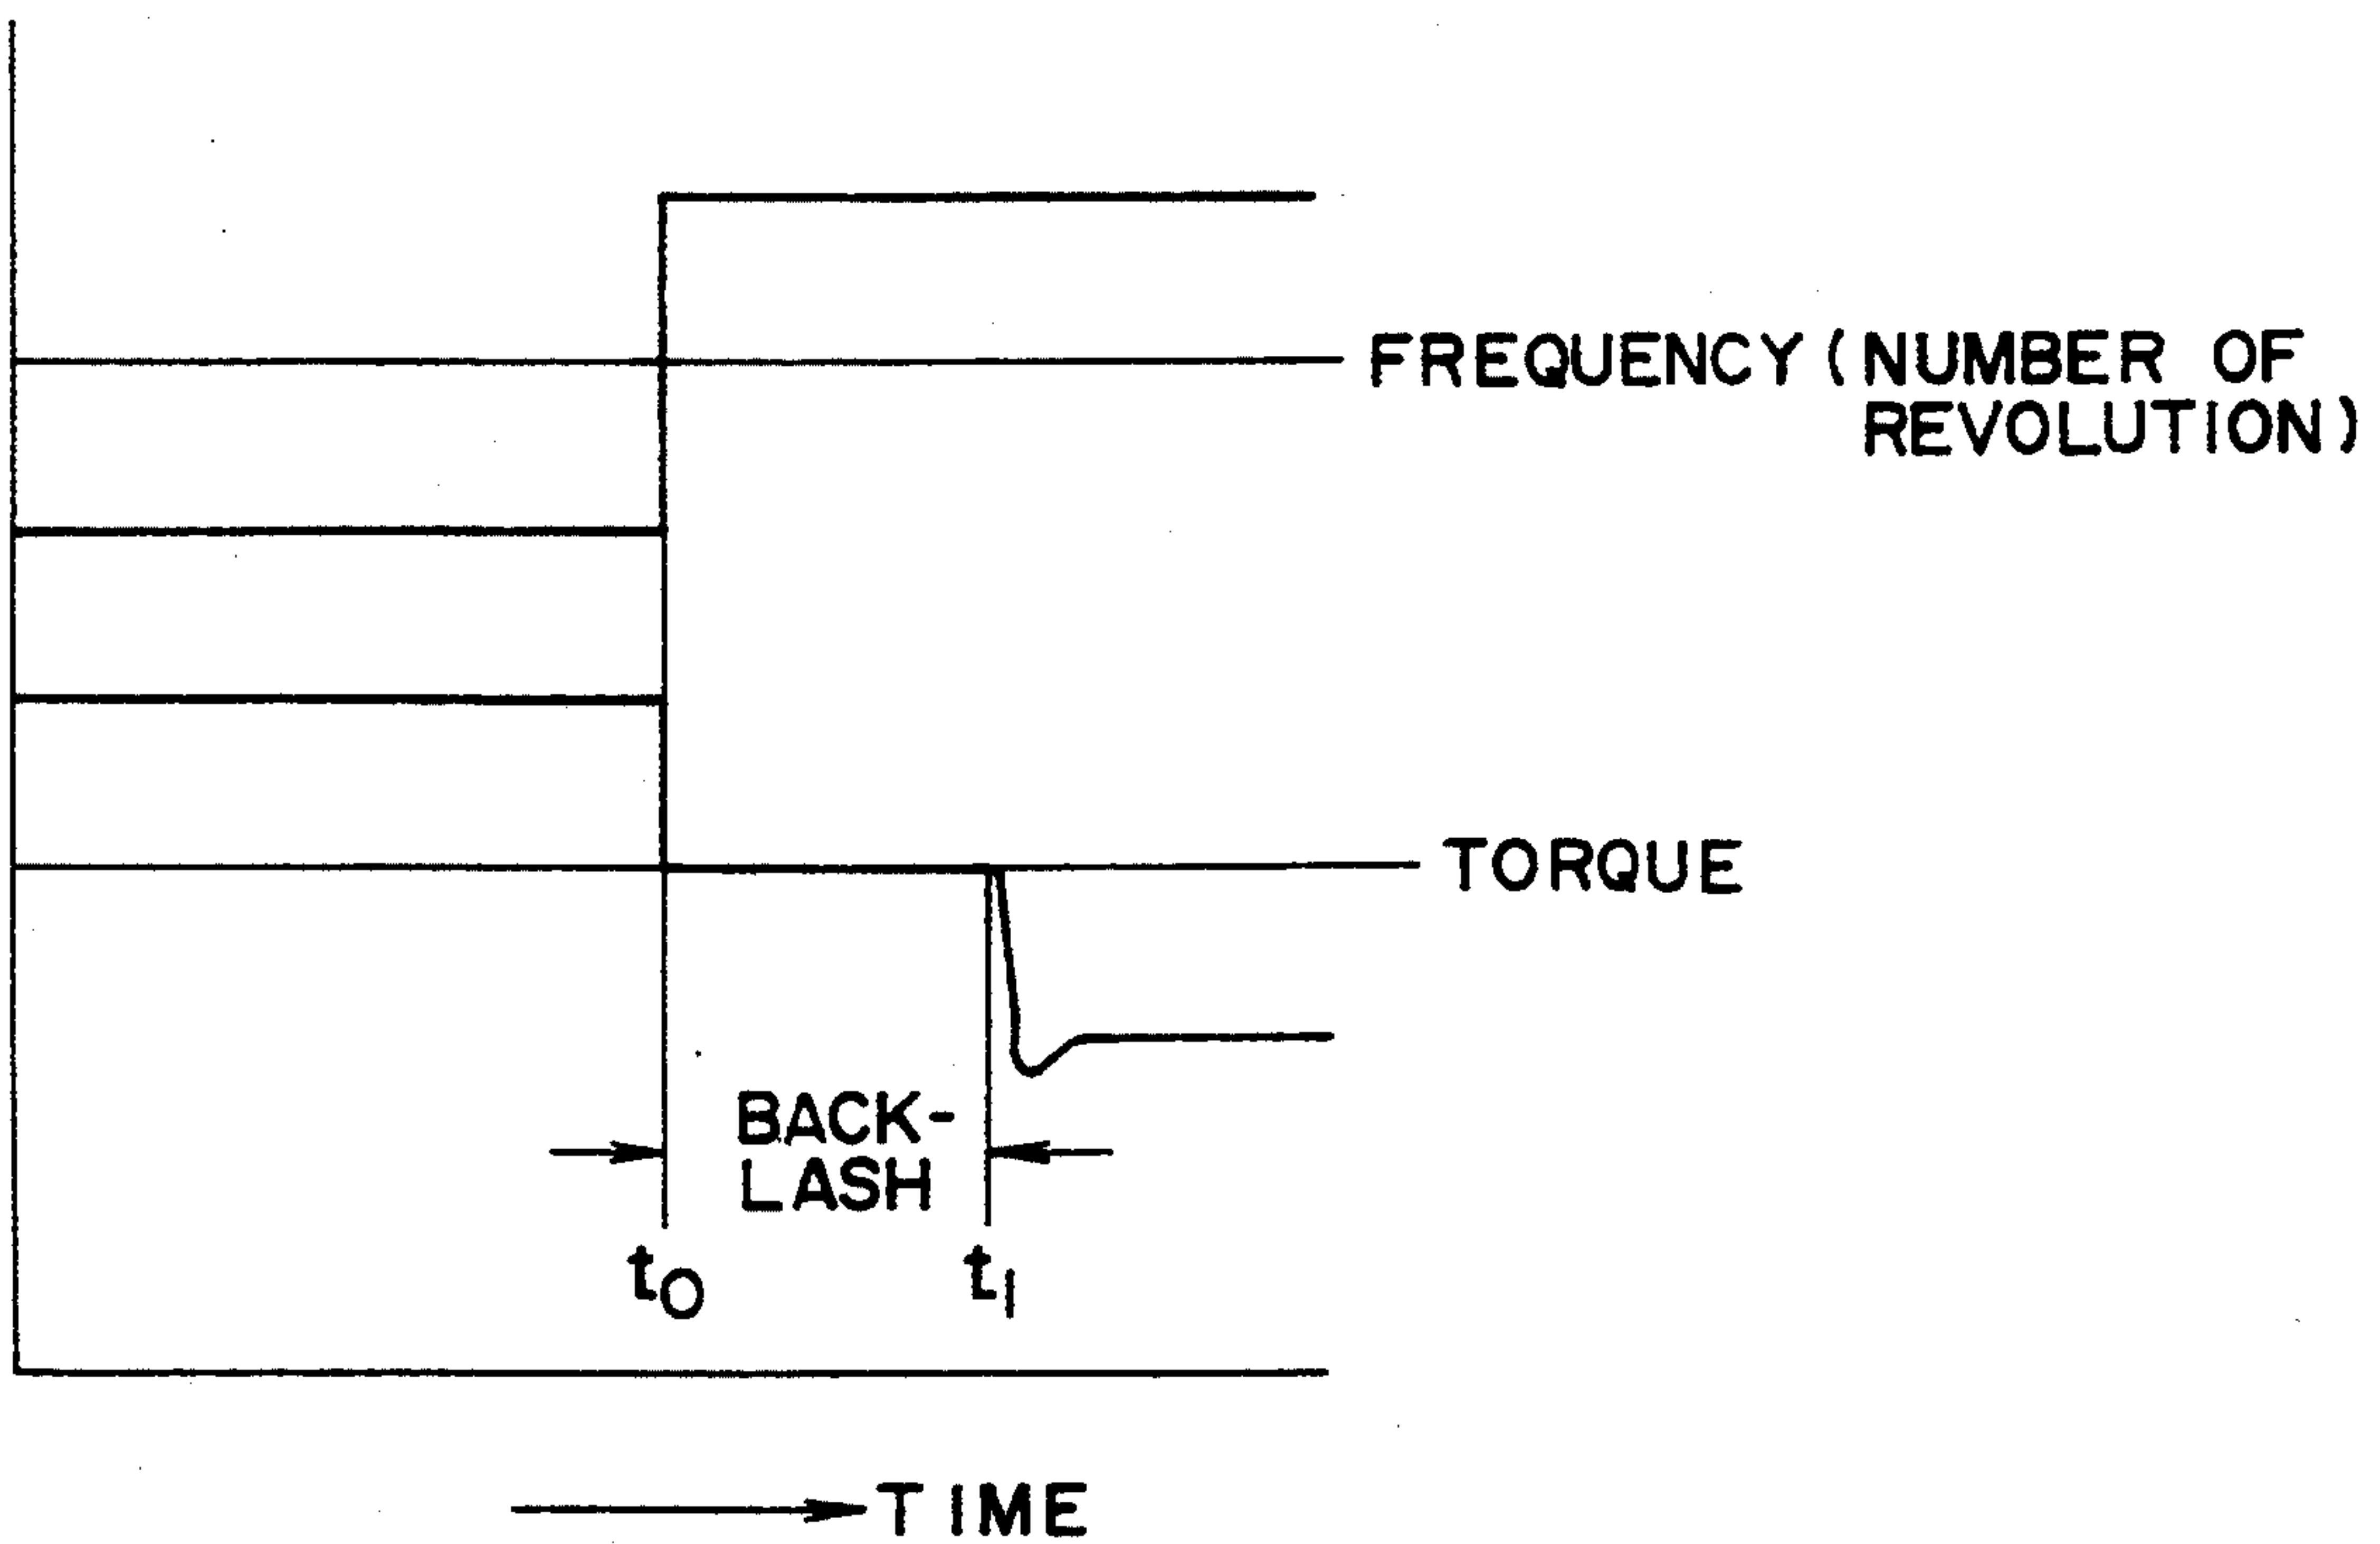 FREQUENCY (NUMBER OF
REVOLUTION)
TORQUE
BACK-
LASH
t0 t1
TIME